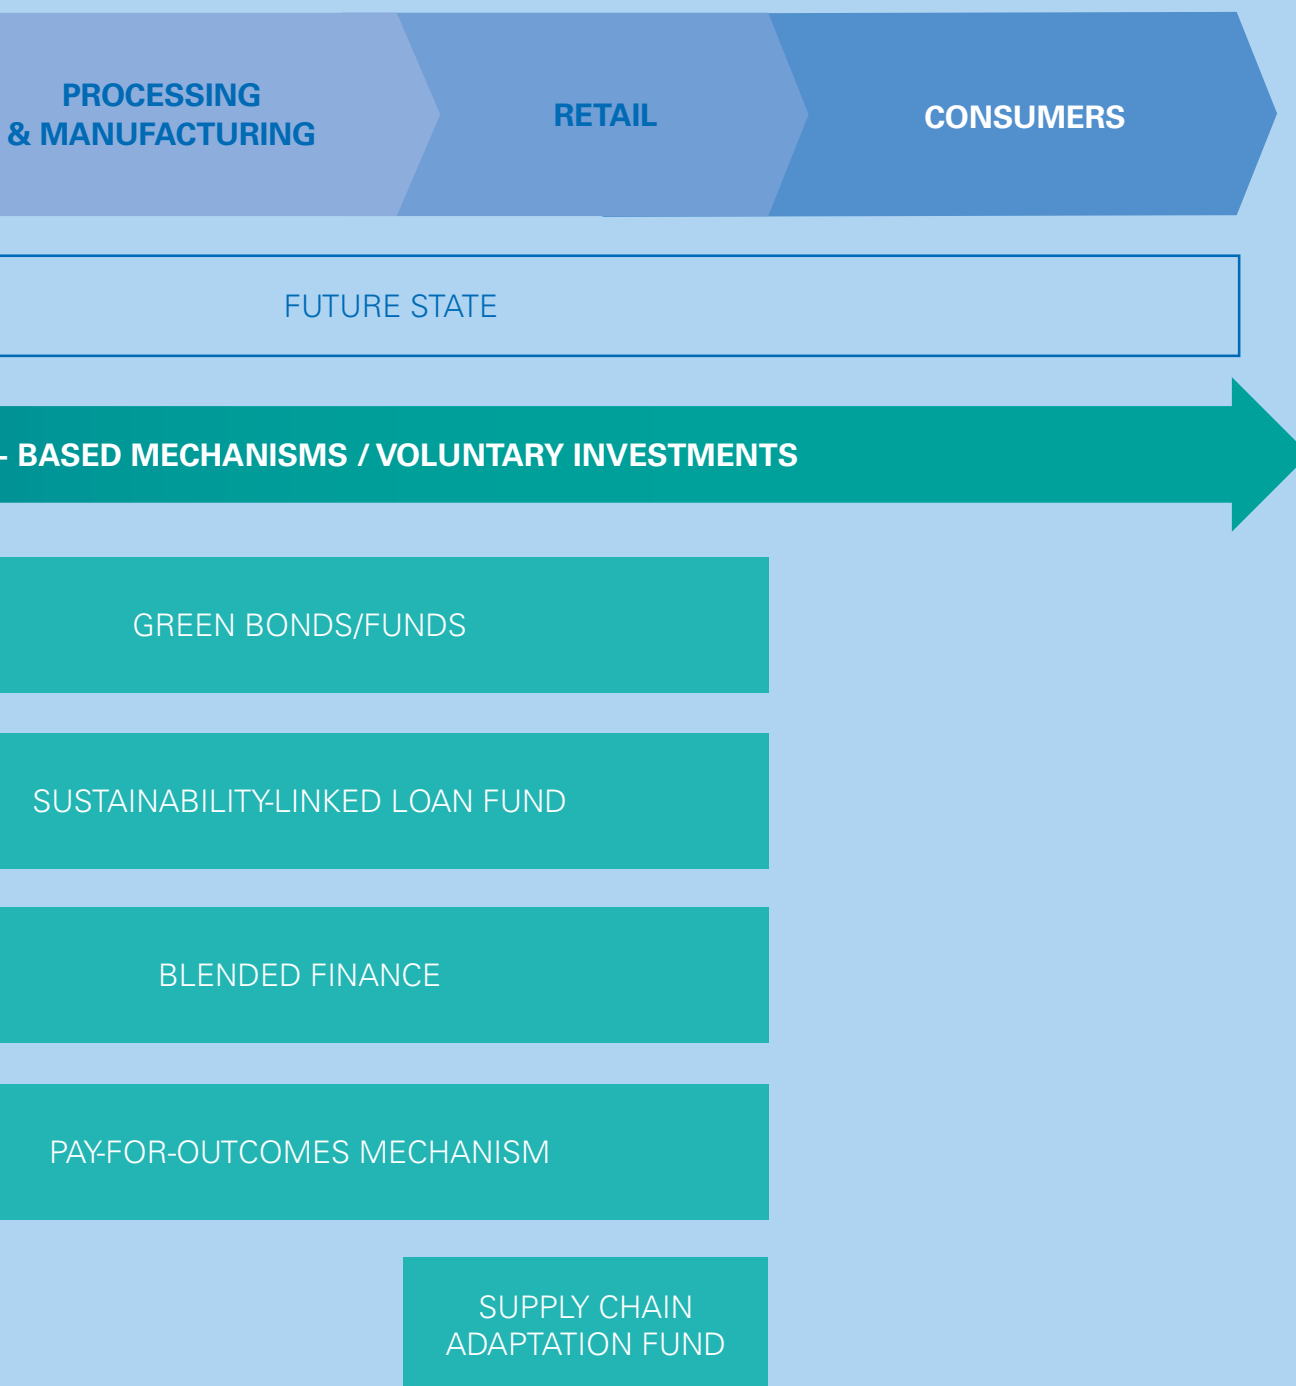 PROCESSING
& MANUFACTURING
RETAIL
CONSUMERS
FUTURE STATE
- BASED MECHANISMS / VOLUNTARY INVESTMENTS
GREEN BONDS/FUNDS
SUSTAINABILITY-LINKED LOAN FUND
BLENDED FINANCE
PAY-FOR-OUTCOMES MECHANISM
SUPPLY CHAIN
ADAPTATION FUND